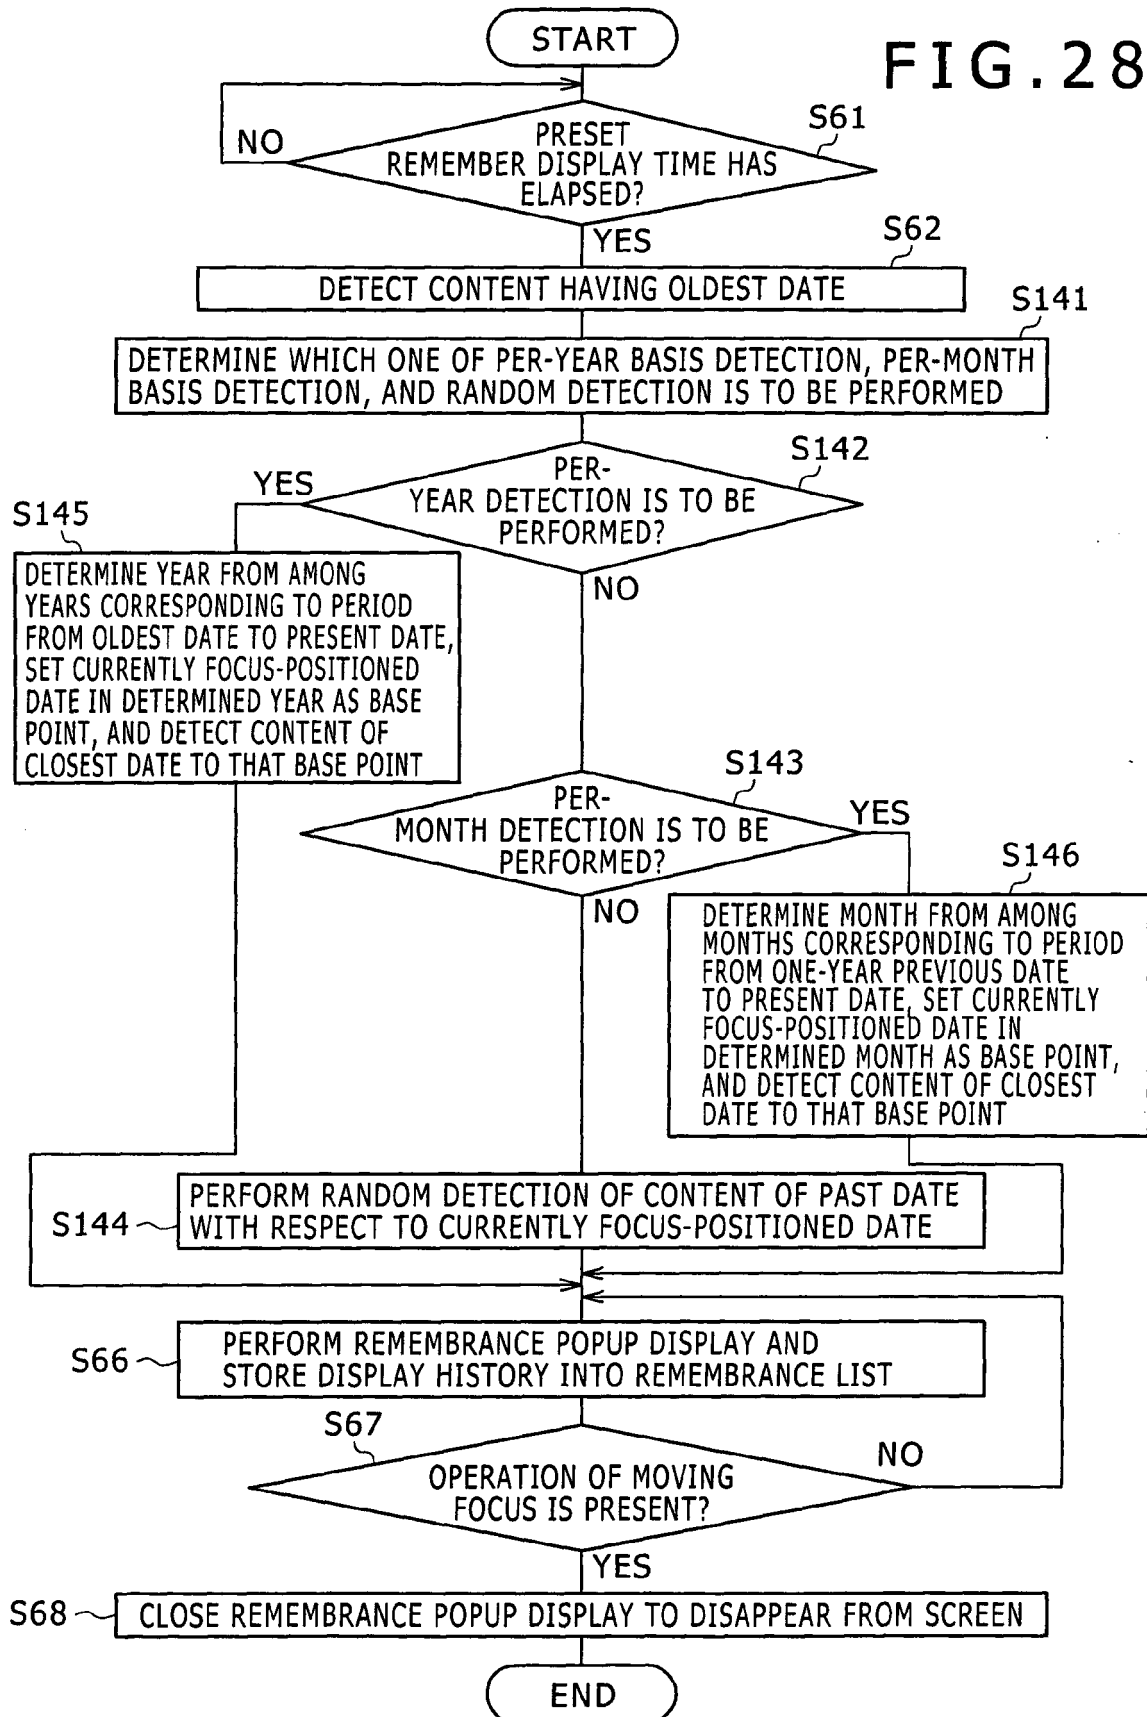 START
FIG.28
S61
NO
PRESET
REMEMBER DISPLAY TIME HAS
ELAPSED?
YES
S62
DETECT CONTENT HAVING OLDEST DATE
S141
DETERMINE WHICH ONE OF PER-YEAR BASIS DETECTION, PER-MONTH
BASIS DETECTION, AND RANDOM DETECTION IS TO BE PERFORMED
S142
YES
PER-
YEAR DETECTION IS TO BE
PERFORMED?
NO
S145
DETERMINE YEAR FROM AMONG
YEARS CORRESPONDING TO PERIOD
FROM OLDEST DATE TO PRESENT DATE,
SET CURRENTLY FOCUS-POSITIONED
DATE IN DETERMINED YEAR AS BASE
POINT, AND DETECT CONTENT OF
CLOSEST DATE TO THAT BASE POINT
S143
PER-
MONTH DETECTION IS TO BE
PERFORMED?
YES
NO
S146
DETERMINE MONTH FROM AMONG
MONTHS CORRESPONDING TO PERIOD
FROM ONE-YEAR PREVIOUS DATE
TO PRESENT DATE, SET CURRENTLY
FOCUS-POSITIONED DATE IN
DETERMINED MONTH AS BASE POINT,
AND DETECT CONTENT OF CLOSEST
DATE TO THAT BASE POINT
S144
PERFORM RANDOM DETECTION OF CONTENT OF PAST DATE
WITH RESPECT TO CURRENTLY FOCUS-POSITIONED DATE
S66
PERFORM REMEMBRANCE POPUP DISPLAY AND
STORE DISPLAY HISTORY INTO REMEMBRANCE LIST
S67
OPERATION OF MOVING
FOCUS IS PRESENT?
NO
YES
S68
CLOSE REMEMBRANCE POPUP DISPLAY TO DISAPPEAR FROM SCREEN
END